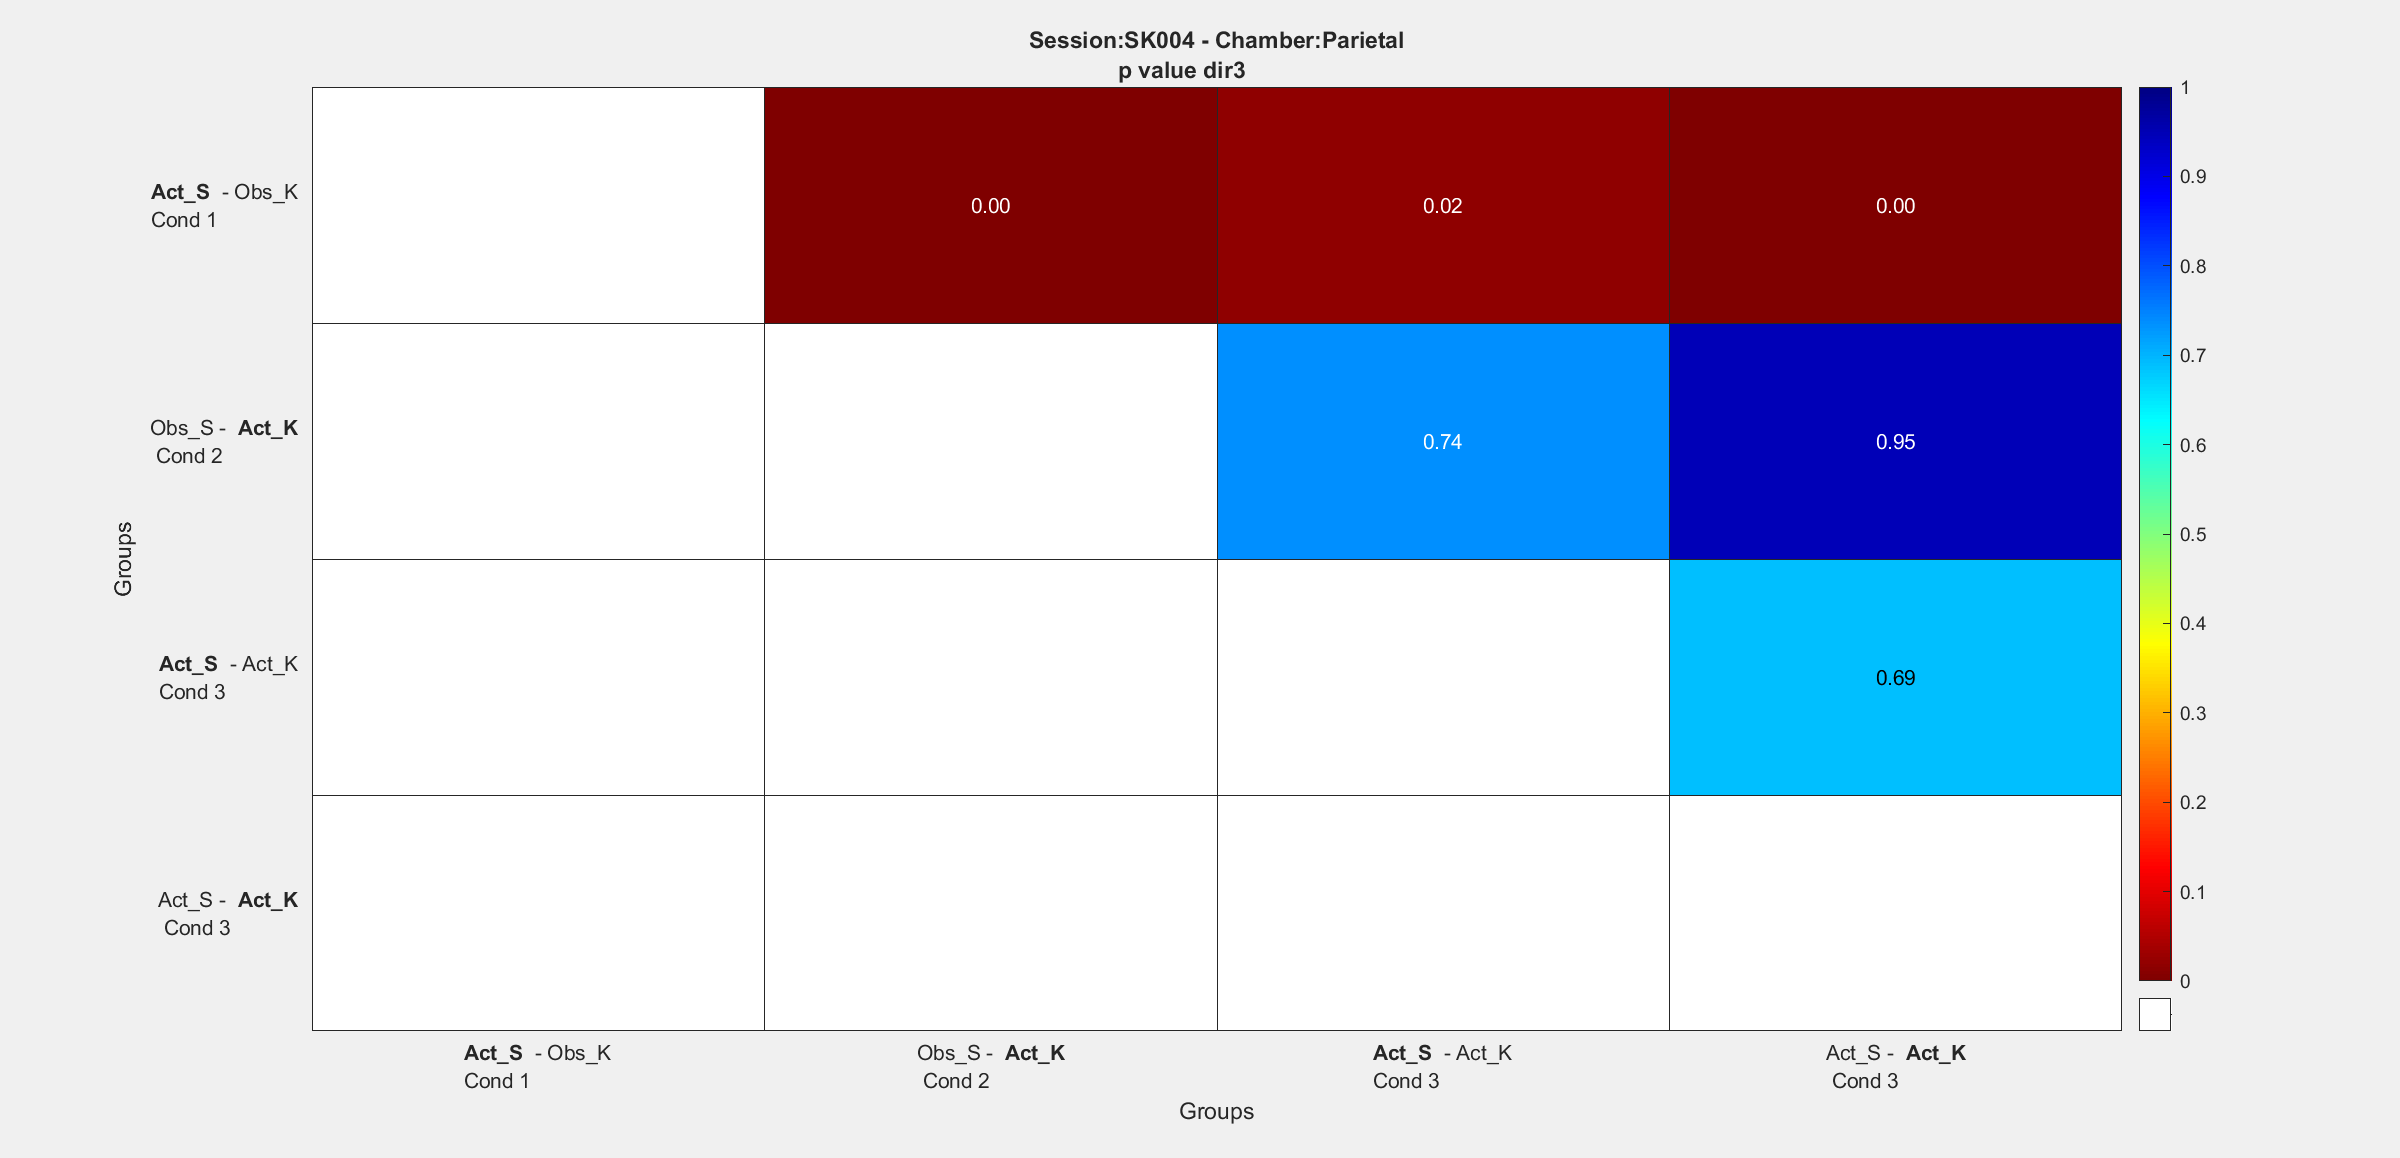 Session:SK004 - Chamber:Parietal
p value dir3
Act_S - Obs_K
Cond 1
0.00
0.02
0.00
Obs_S - Act_K
Cond 2
0.74
0.95
Act_S - Act_K
Cond 3
0.69
Act_S - Act_K
Cond 3
Groups
Act_S - Obs_K
Cond 1
Obs_S - Act_K
Cond 2
Act_S - Act_K
Cond 3
Act_S - Act_K
Cond 3
Groups
1
0.9
0.8
0.7
0.6
0.5
0.4
0.3
0.2
0.1
0